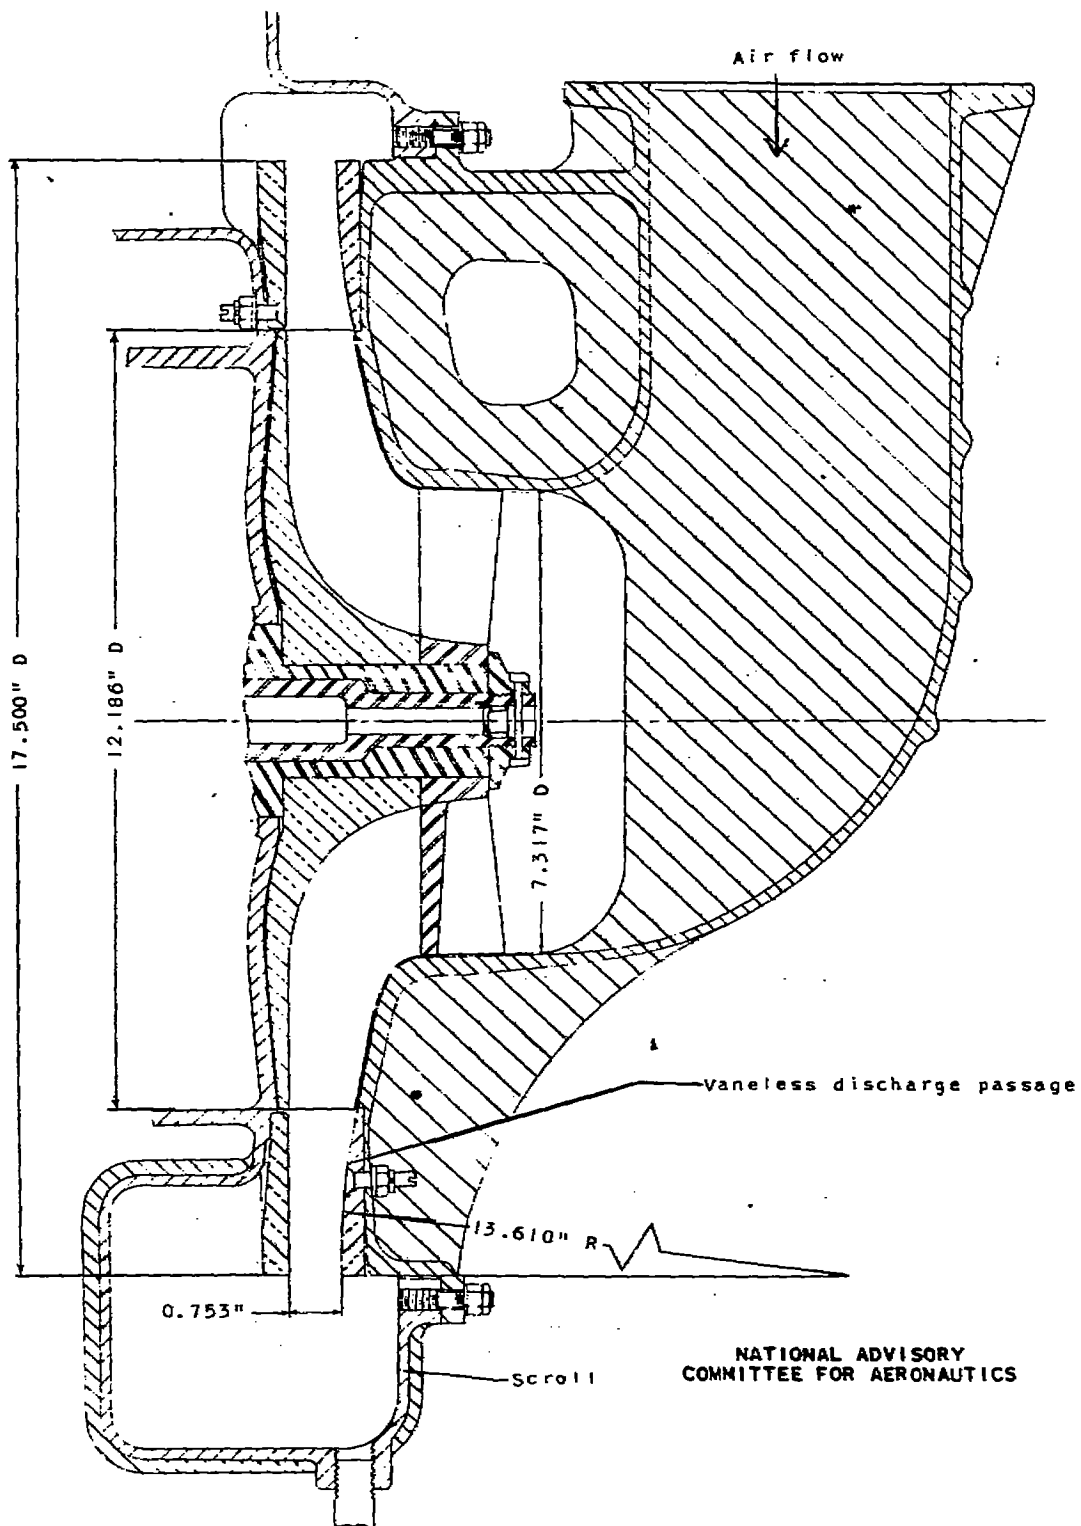 Air flow
17.500" D
12.186" D
7.317" D
Vaneless discharge passage
13.610" R
0.753"
Scroll
NATIONAL ADVISORY
COMMITTEE FOR AERONAUTICS